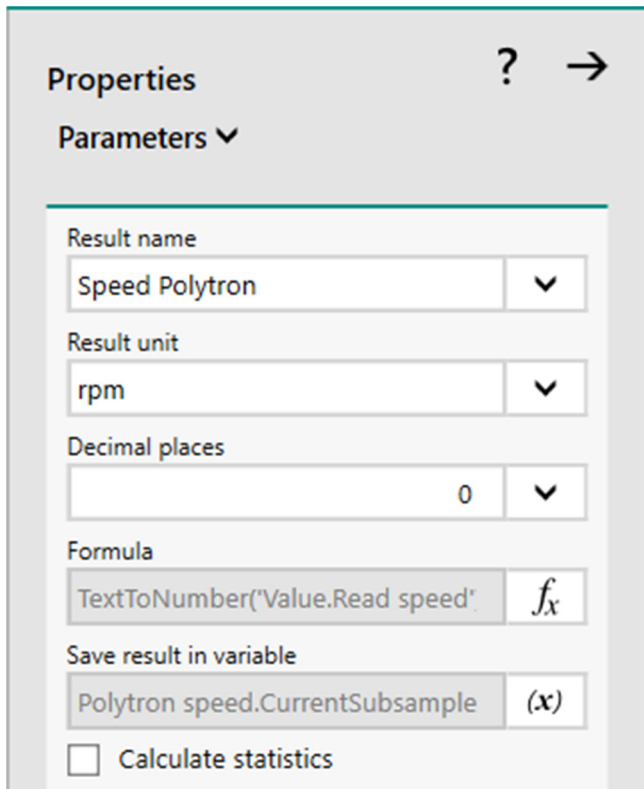 Properties ?
Parameters
Result name
Speed Polytron
Result unit
rpm
Decimal places
0
Formula
TextToNumber('Value.Read speed' fx
Save result in variable
Polytron speed.CurrentSubsample (x)
Calculate statistics